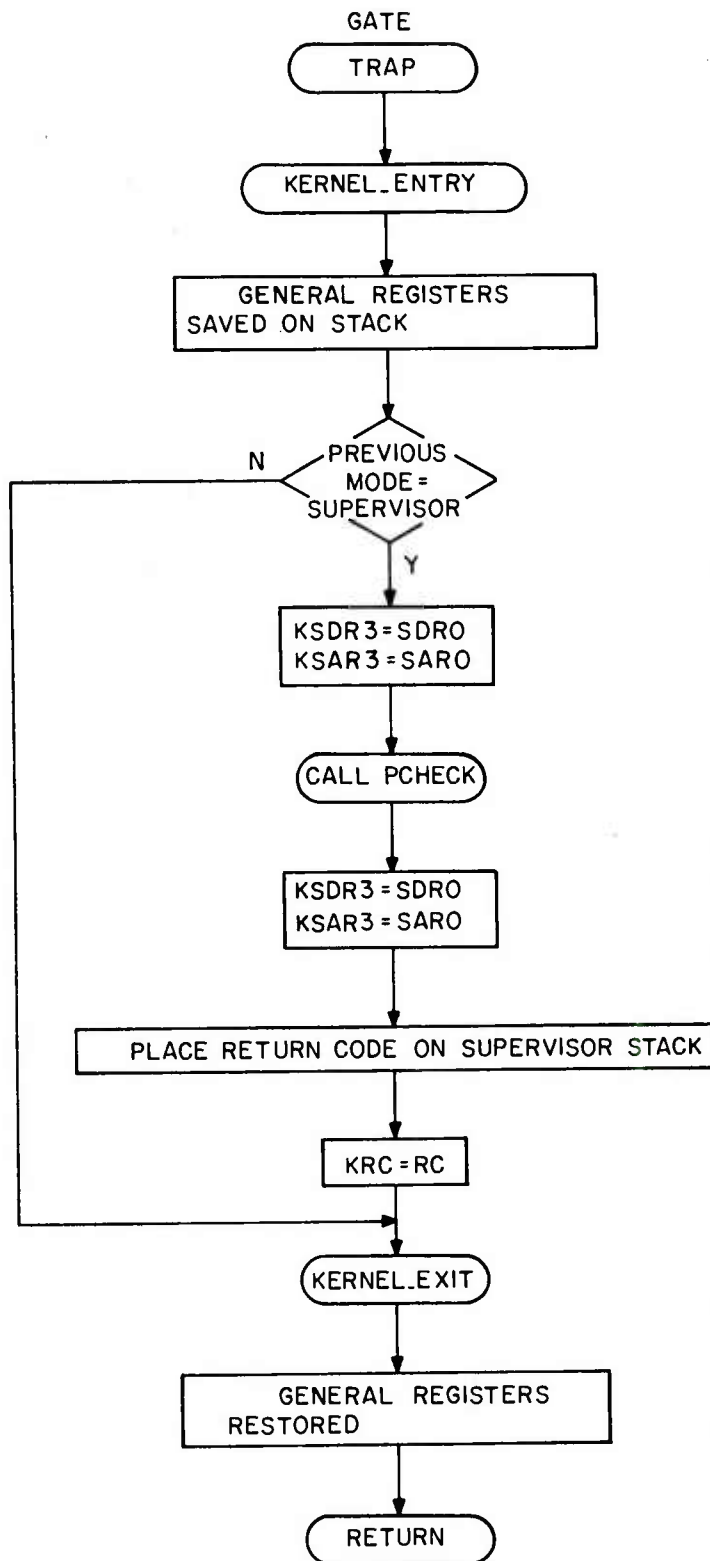 GATE
TRAP
KERNEL_ENTRY
GENERAL REGISTERS
SAVED ON STACK
N
PREVIOUS
MODE=
SUPERVISOR
Y
KSDR3=SDRO
KSAR3=SARO
CALL PCHECK
KSDR3=SDRO
KSAR3=SARO
PLACE RETURN CODE ON SUPERVISOR STACK
KRC=RC
KERNEL_EXIT
GENERAL REGISTERS
RESTORED
RETURN